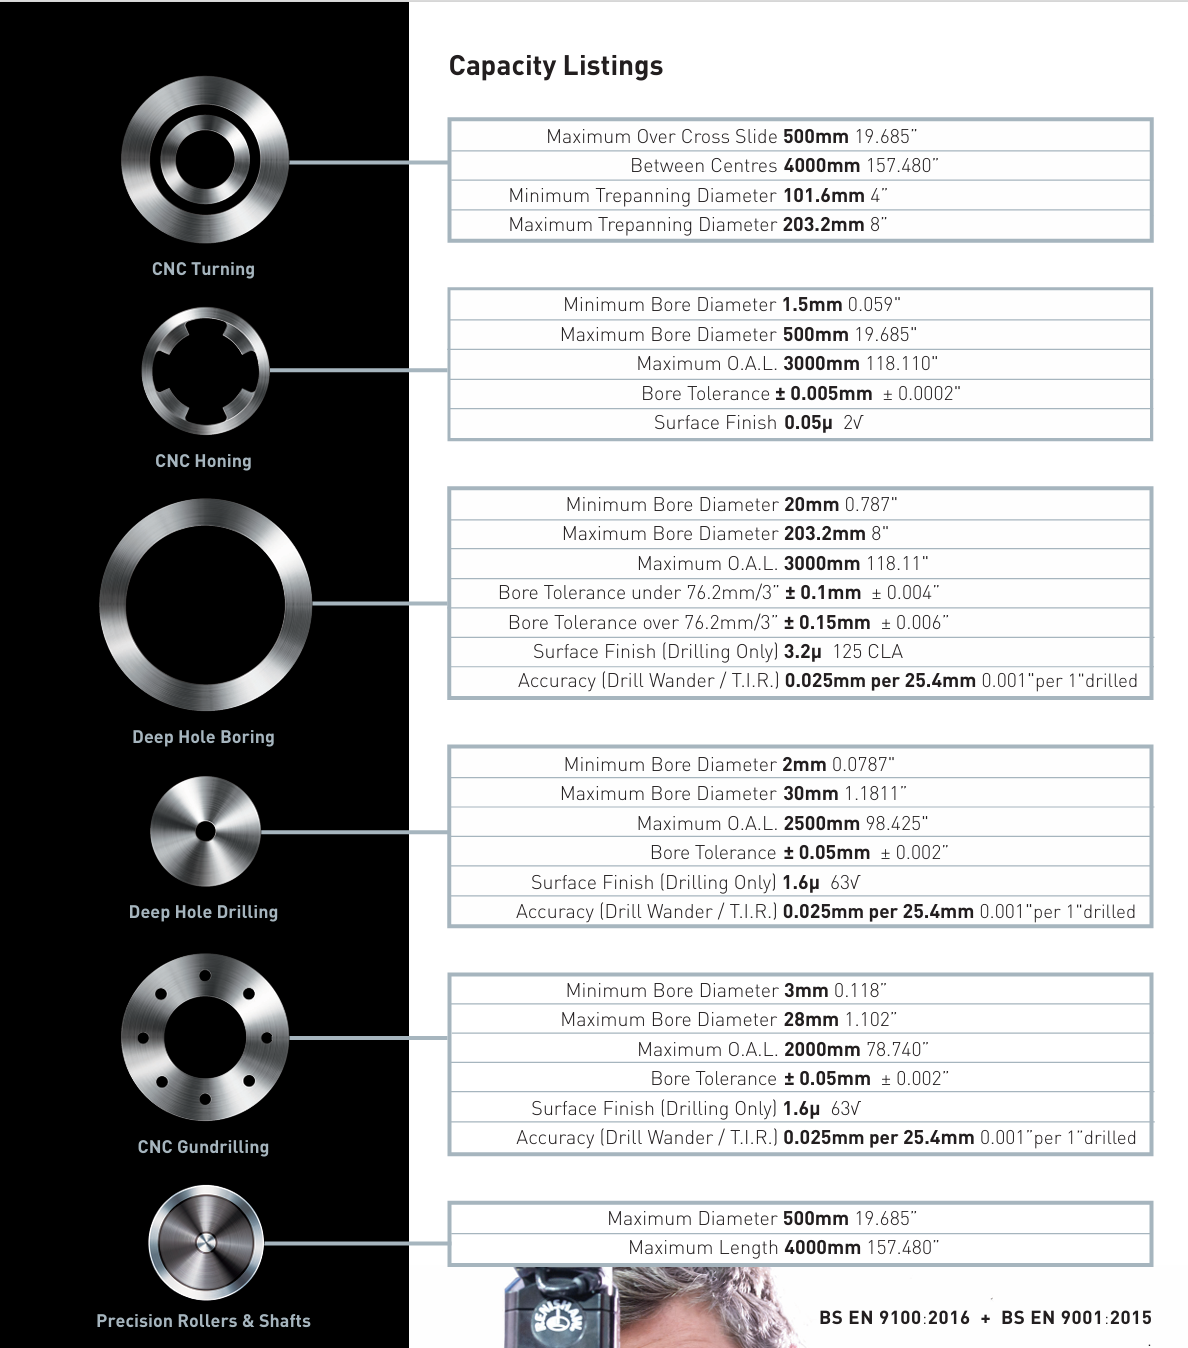 Capacity Listings
Maximum Over Cross Slide 500mm 19.685”
Between Centres 4000mm 157.480”
Minimum Trepanning Diameter 101.6mm 4”
Maximum Trepanning Diameter 203.2mm 8”
CNC Turning
Minimum Bore Diameter 1.5mm 0.059"
Maximum Bore Diameter 500mm 19.685"
Maximum O.A.L. 3000mm 118.110"
Bore Tolerance ± 0.005mm ± 0.0002"
Surface Finish 0.05µ 2√
CNC Honing
Minimum Bore Diameter 20mm 0.787"
Maximum Bore Diameter 203.2mm 8"
Maximum O.A.L. 3000mm 118.11"
Bore Tolerance under 76.2mm/3” ± 0.1mm ± 0.004”
Bore Tolerance over 76.2mm/3” ± 0.15mm ± 0.006”
Surface Finish (Drilling Only) 3.2µ 125 CLA
Accuracy (Drill Wander / T.I.R.) 0.025mm per 25.4mm 0.001"per 1"drilled
Deep Hole Boring
Minimum Bore Diameter 2mm 0.0787"
Maximum Bore Diameter 30mm 1.1811”
Maximum O.A.L. 2500mm 98.425"
Bore Tolerance ± 0.05mm ± 0.002”
Surface Finish (Drilling Only) 1.6µ 63√
Accuracy (Drill Wander / T.I.R.) 0.025mm per 25.4mm 0.001"per 1"drilled
Deep Hole Drilling
Minimum Bore Diameter 3mm 0.118”
Maximum Bore Diameter 28mm 1.102”
Maximum O.A.L. 2000mm 78.740”
Bore Tolerance ± 0.05mm ± 0.002”
Surface Finish (Drilling Only) 1.6µ 63√
Accuracy (Drill Wander / T.I.R.) 0.025mm per 25.4mm 0.001”per 1”drilled
CNC Gundrilling
Maximum Diameter 500mm 19.685”
Maximum Length 4000mm 157.480”
Precision Rollers & Shafts
RENISHAW
BS EN 9100:2016 + BS EN 9001:2015